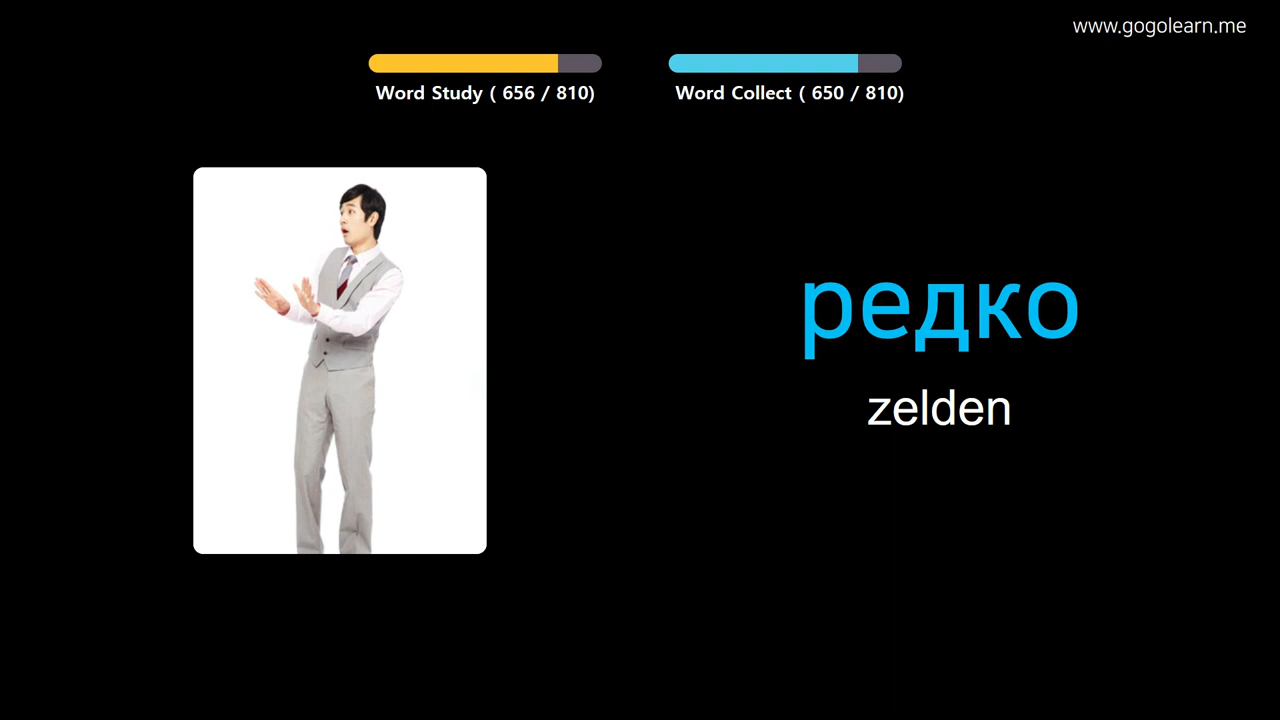 www.gogolearn.me
Word Study ( 656 / 810)
Word Collect ( 650 / 810)
редко
zelden